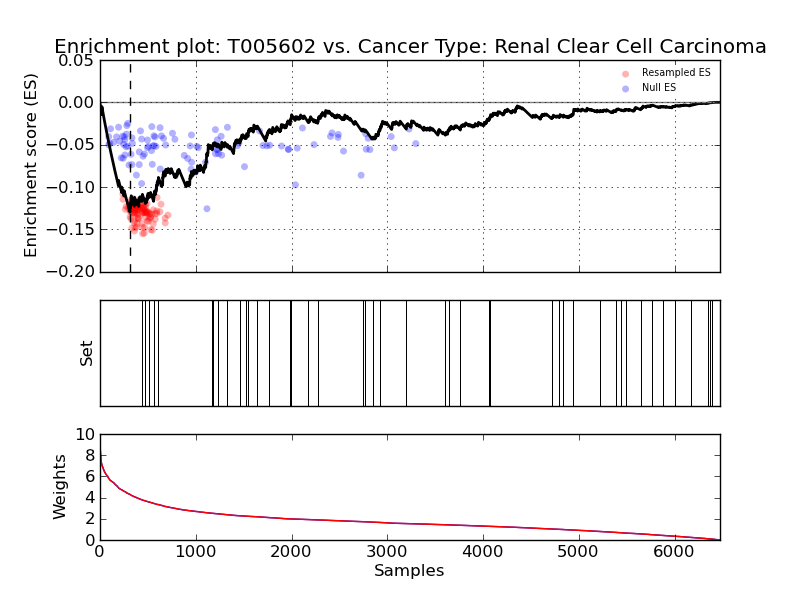 Enrichment plot: T005602 vs. Cancer Type: Renal Clear Cell Carcinoma
Enrichment score (ES)
0.05
0.00
−0.05
−0.10
−0.15
−0.20
Resampled ES
Null ES
Set
Weights
10
8
6
4
2
0
0 1000 2000 3000 4000 5000 6000
Samples